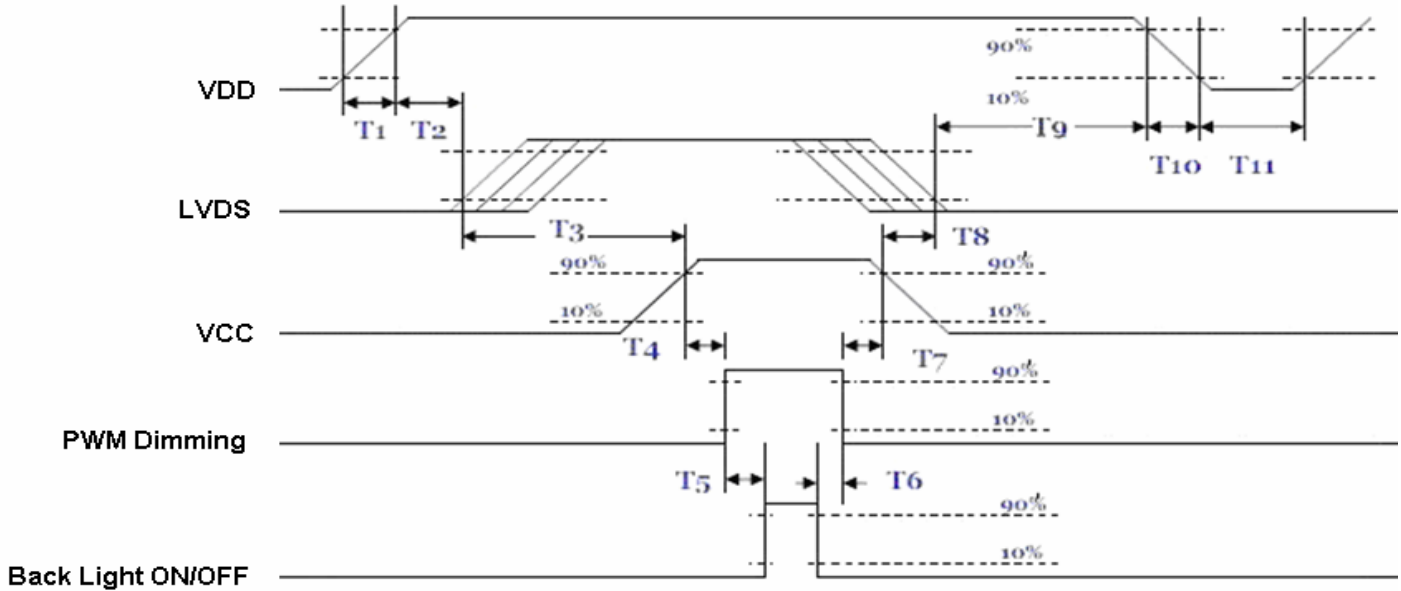 90%
VDD
10%
T1
T2
T9
T10
T11
LVDS
T3
T8
90%
90%
10%
10%
VCC
T4
T7
90%
10%
PWM Dimming
T5
T6
90%
10%
Back Light ON/OFF